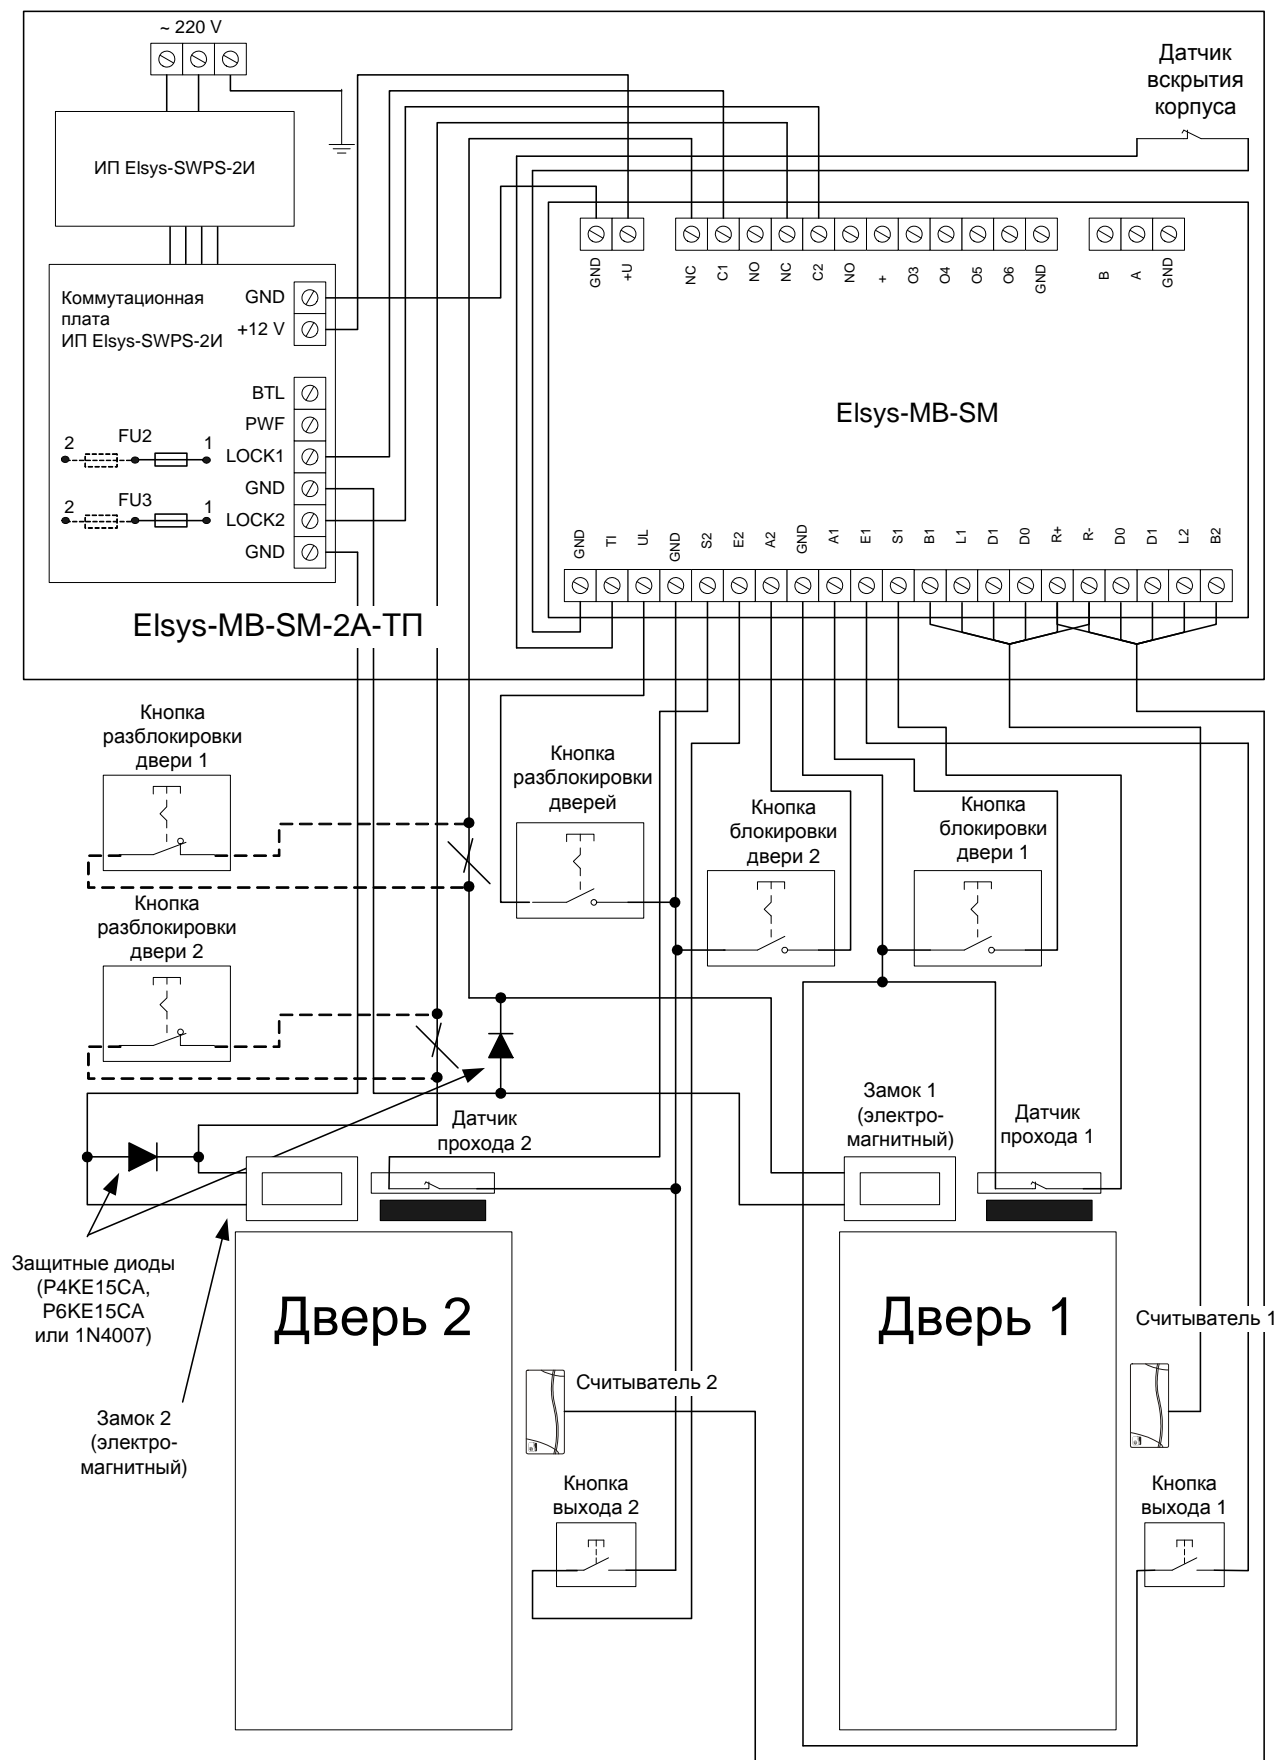 ~ 220 V
Датчик
вскрытия
корпуса
ИП Elsys-SWPS-2И
GND
+U
NC
C1
NO
NC
C2
NO
+
O3
O4
O5
O6
GND
B
A
GND
Коммутационная
плата
ИП Elsys-SWPS-2И
GND
+12 V
BTL
PWF
LOCK1
GND
LOCK2
GND
2 FU2 1
2 FU3 1
Elsys-MB-SM
GND
TI
UL
GND
S2
E2
A2
GND
A1
E1
S1
B1
L1
D1
D0
R+
R-
D0
D1
L2
B2
Elsys-MB-SM-2A-ТП
Кнопка
разблокировки
двери 1
Кнопка
разблокировки
дверей
Кнопка
блокировки
двери 2
Кнопка
блокировки
двери 1
Кнопка
разблокировки
двери 2
Датчик
прохода 2
Замок 1
(электро-
магнитный)
Датчик
прохода 1
Защитные диоды
(P4KE15CA,
P6KE15CA
или 1N4007)
Дверь 2
Дверь 1
Считыватель 1
Считыватель 2
Замок 2
(электро-
магнитный)
Кнопка
выхода 2
Кнопка
выхода 1